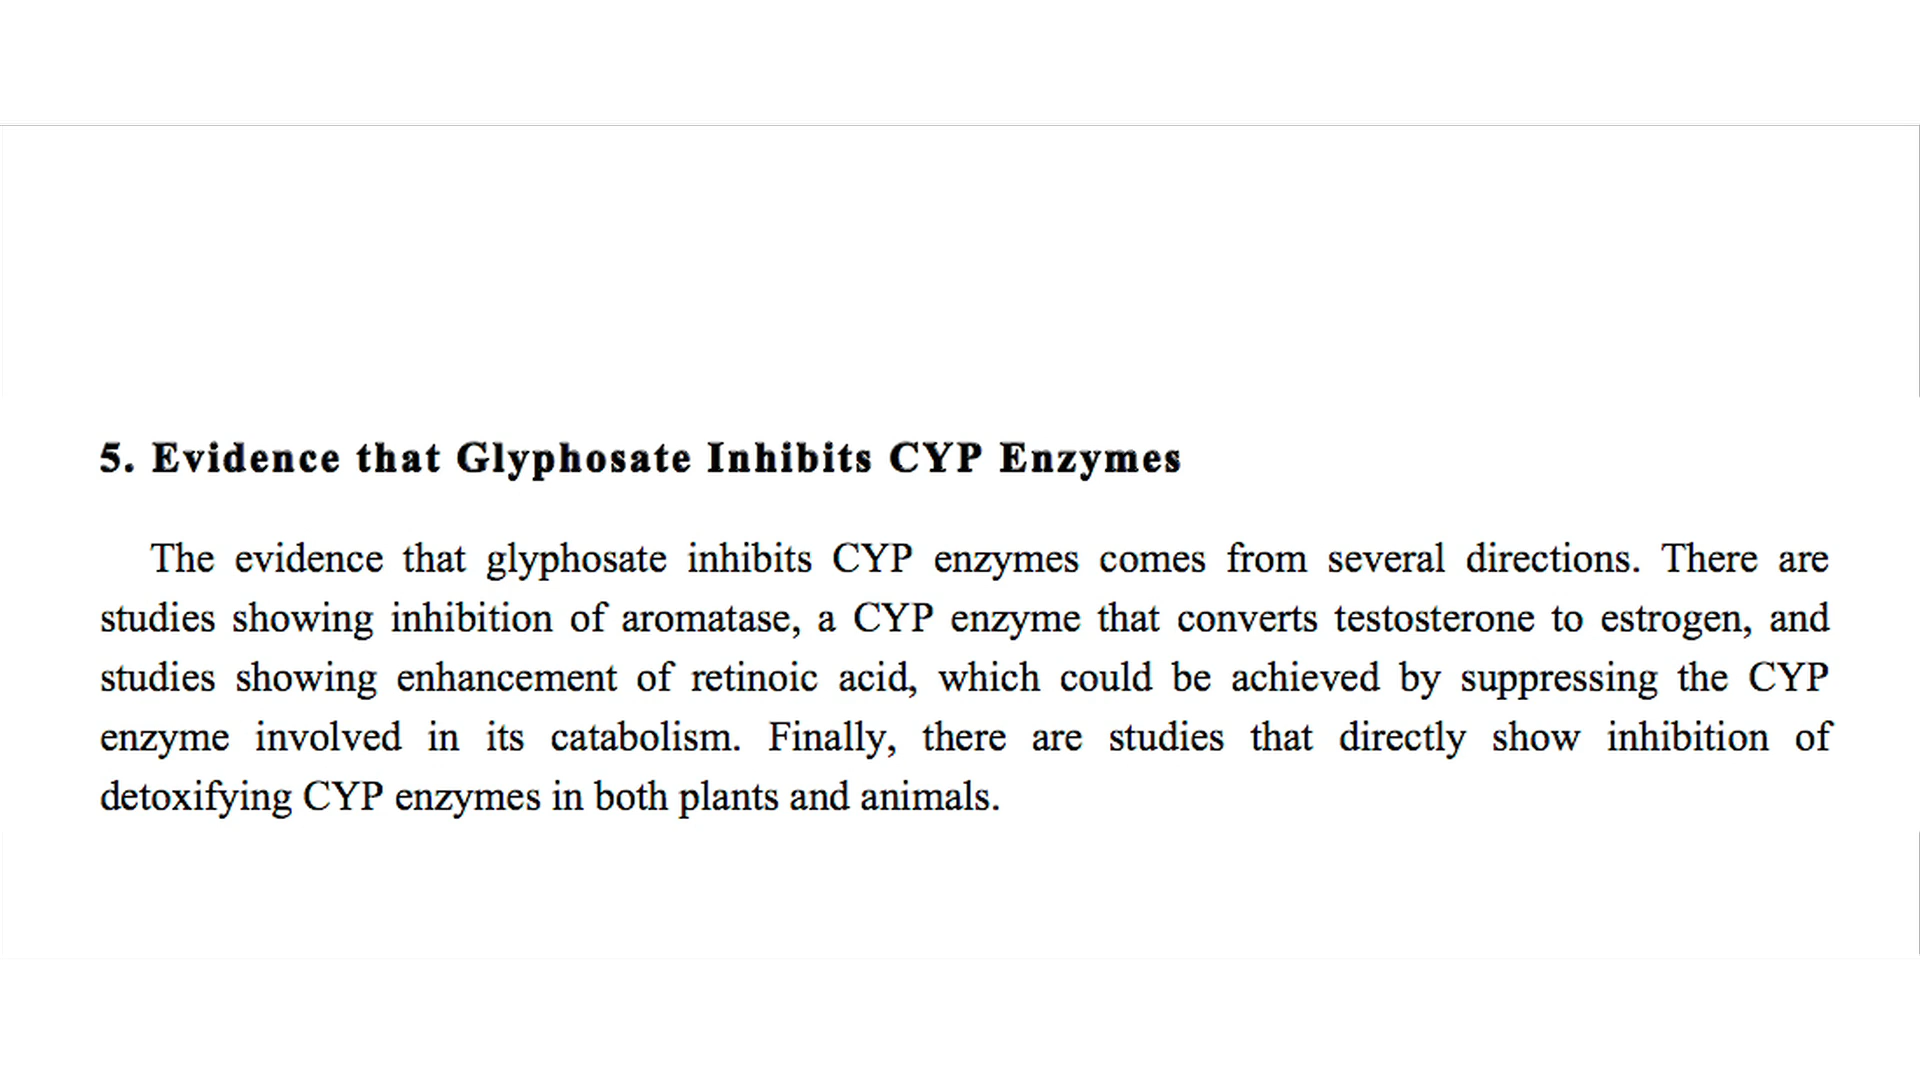 5. Evidence that Glyphosate Inhibits CYP Enzymes
The evidence that glyphosate inhibits CYP enzymes comes from several directions. There are
studies showing inhibition of aromatase, a CYP enzyme that converts testosterone to estrogen, and
studies showing enhancement of retinoic acid, which could be achieved by suppressing the CYP
enzyme involved in its catabolism. Finally, there are studies that directly show inhibition of
detoxifying CYP enzymes in both plants and animals.